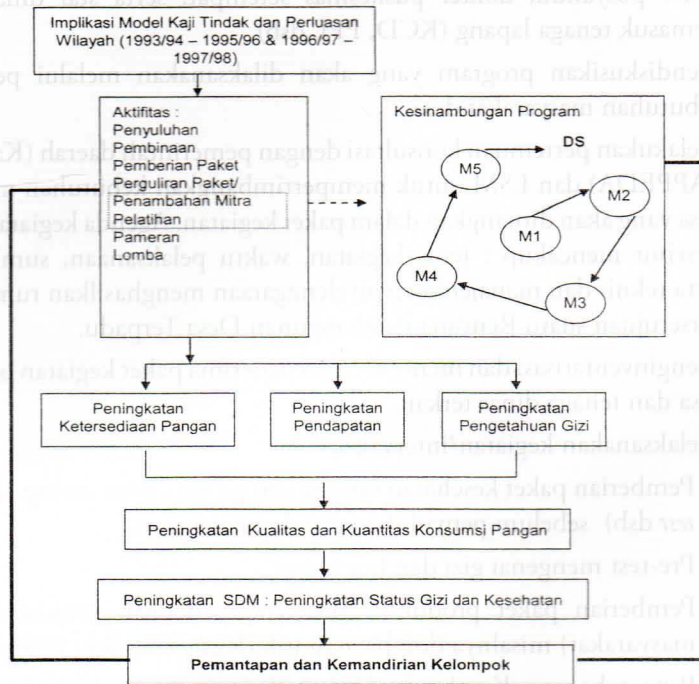 Implikasi Model Kaji Tindak dan Perluasan
Wilayah (1993/94 – 1995/96 & 1996/97 –
1997/98)
Aktifitas :
Penyuluhan
Pembinaan
Pemberian Paket
Perguliran Paket/
Penambahan Mitra
Pelatihan
Pameran
Lomba
Kesinambungan Program
DS
M5
M2
M1
M4
M3
Peningkatan
Ketersediaan Pangan
Peningkatan
Pendapatan
Peningkatan
Pengetahuan Gizi
Peningkatan Kualitas dan Kuantitas Konsumsi Pangan
Peningkatan SDM : Peningkatan Status Gizi dan Kesehatan
Pemantapan dan Kemandirian Kelompok